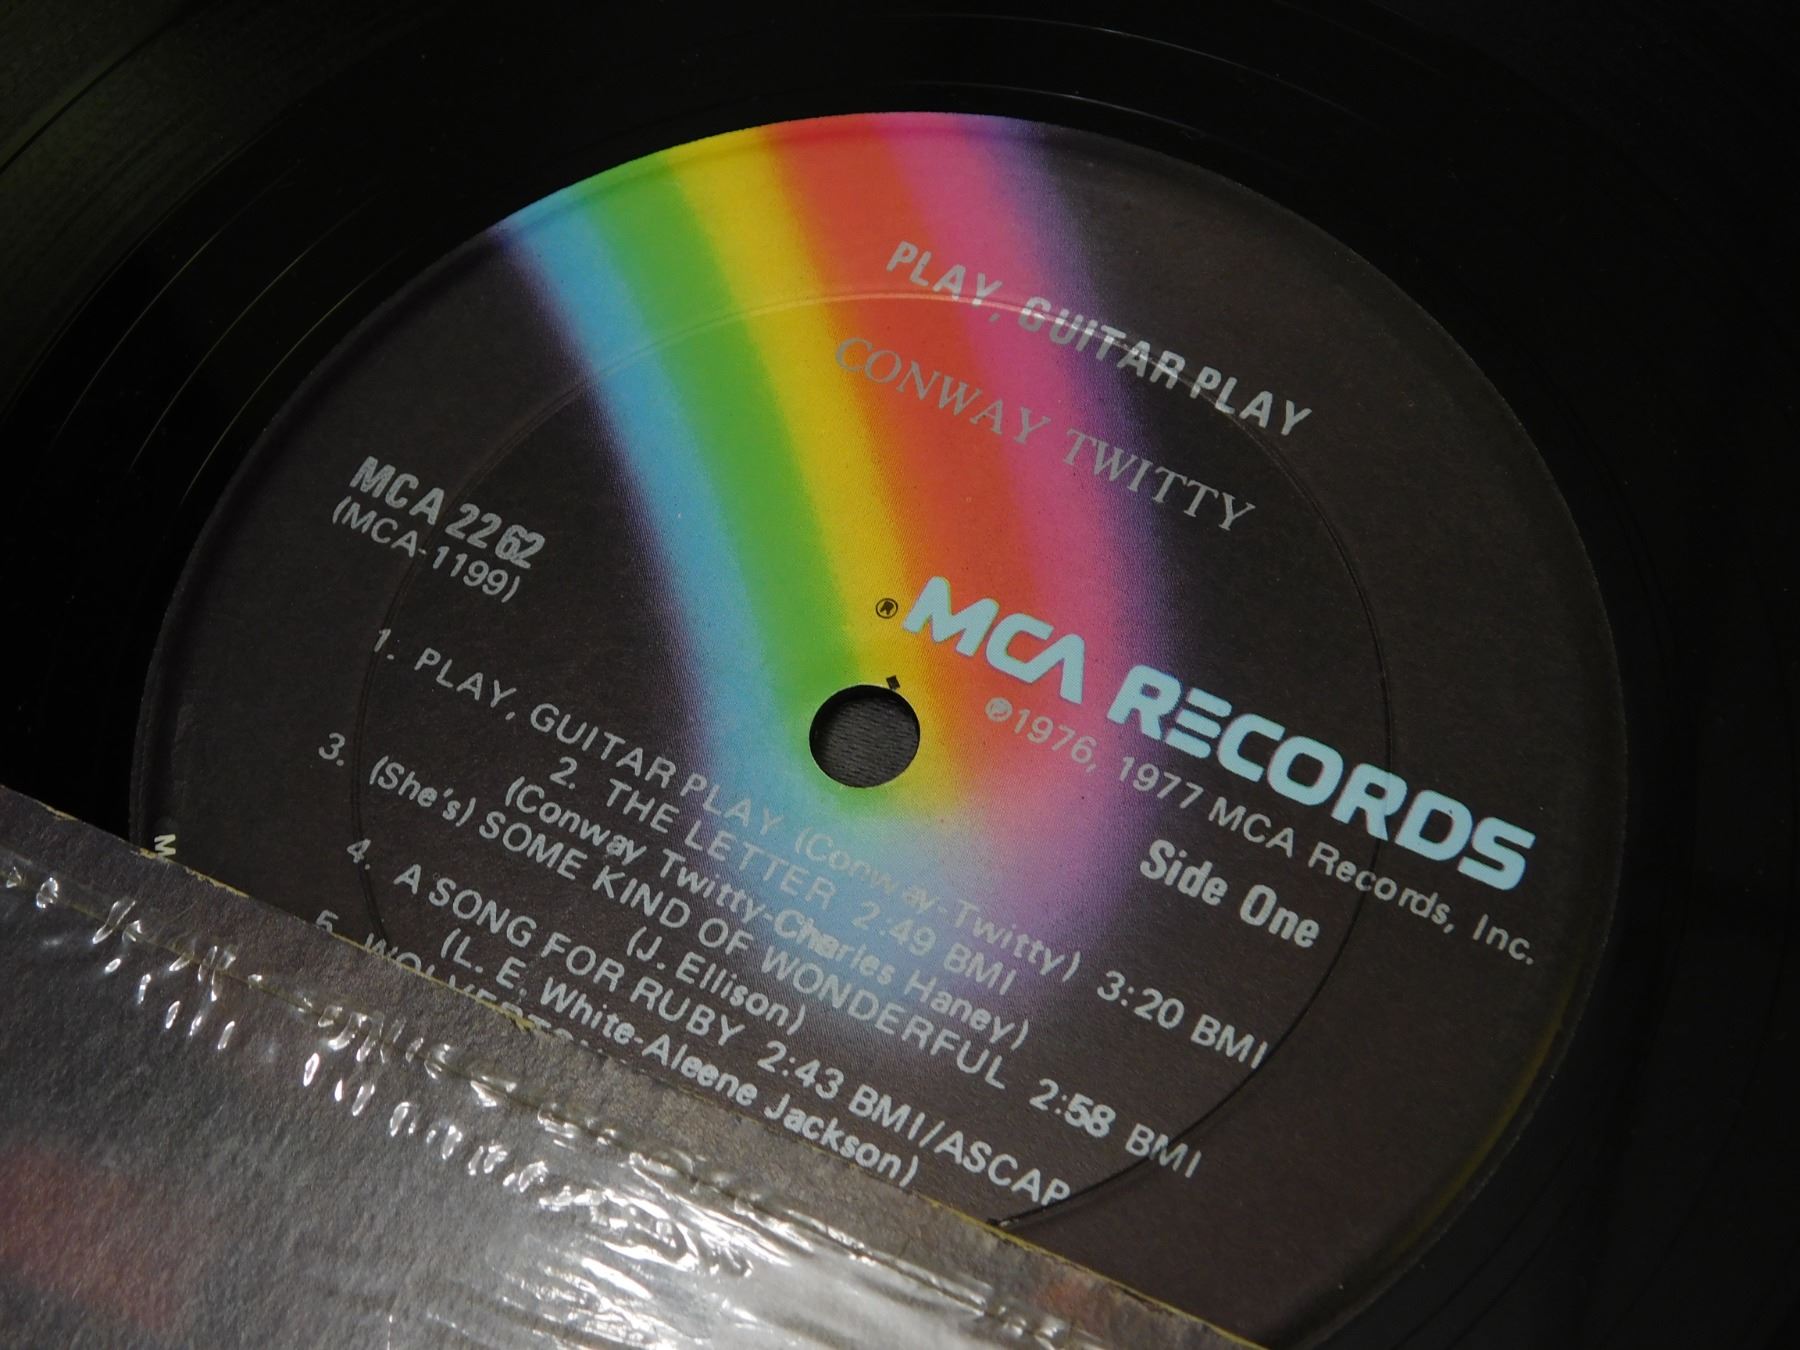 PLAY, GUITAR PLAY
CONWAY TWITTY
MCA 2262
(MCA-1199)
® MCA RECORDS
℗1976, 1977 MCA Records, Inc.
Side One
1. PLAY, GUITAR PLAY (Conway-Twitty) 3:20 BMI
2. THE LETTER 2:49 BMI
(Conway Twitty-Charles Haney)
3. (She's) SOME KIND OF WONDERFUL 2:58 BMI
(J. Ellison)
4. A SONG FOR RUBY 2:43 BMI/ASCAP
(L. E. White-Aleene Jackson)
5.